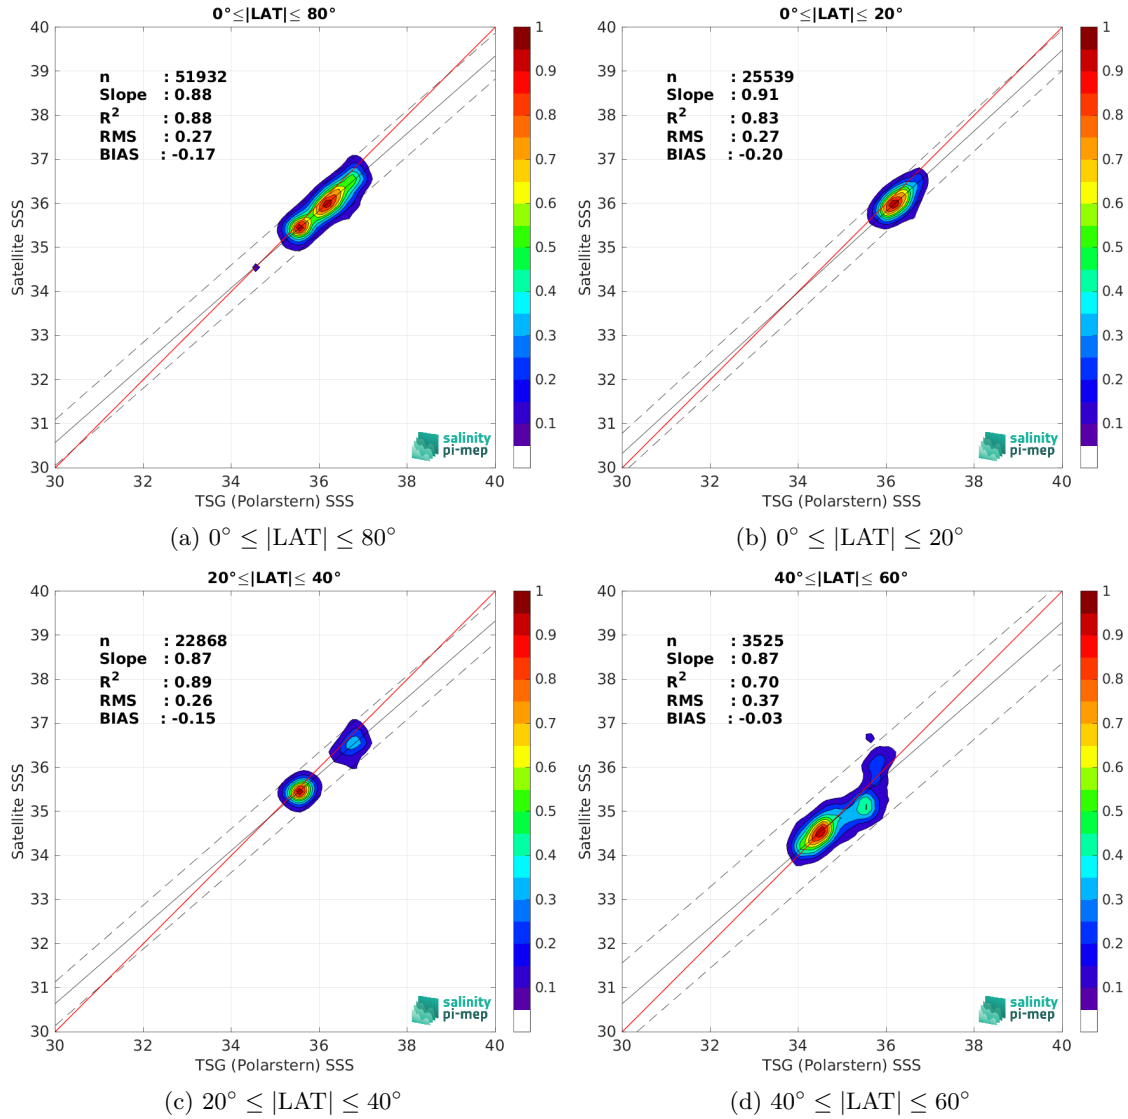 0°≤|LAT|≤ 80°
n : 51932
Slope : 0.88
R² : 0.88
RMS : 0.27
BIAS : -0.17
40
39
38
37
36
35
34
33
32
31
30
Satellite SSS
30 32 34 36 38 40
TSG (Polarstern) SSS
1
0.9
0.8
0.7
0.6
0.5
0.4
0.3
0.2
0.1
salinity
pi-mep
(a) 0° ≤ |LAT| ≤ 80°
0°≤|LAT|≤ 20°
n : 25539
Slope : 0.91
R² : 0.83
RMS : 0.27
BIAS : -0.20
40
39
38
37
36
35
34
33
32
31
30
Satellite SSS
30 32 34 36 38 40
TSG (Polarstern) SSS
1
0.9
0.8
0.7
0.6
0.5
0.4
0.3
0.2
0.1
salinity
pi-mep
(b) 0° ≤ |LAT| ≤ 20°
20°≤|LAT|≤ 40°
n : 22868
Slope : 0.87
R² : 0.89
RMS : 0.26
BIAS : -0.15
40
39
38
37
36
35
34
33
32
31
30
Satellite SSS
30 32 34 36 38 40
TSG (Polarstern) SSS
1
0.9
0.8
0.7
0.6
0.5
0.4
0.3
0.2
0.1
salinity
pi-mep
(c) 20° ≤ |LAT| ≤ 40°
40°≤|LAT|≤ 60°
n : 3525
Slope : 0.87
R² : 0.70
RMS : 0.37
BIAS : -0.03
40
39
38
37
36
35
34
33
32
31
30
Satellite SSS
30 32 34 36 38 40
TSG (Polarstern) SSS
1
0.9
0.8
0.7
0.6
0.5
0.4
0.3
0.2
0.1
salinity
pi-mep
(d) 40° ≤ |LAT| ≤ 60°